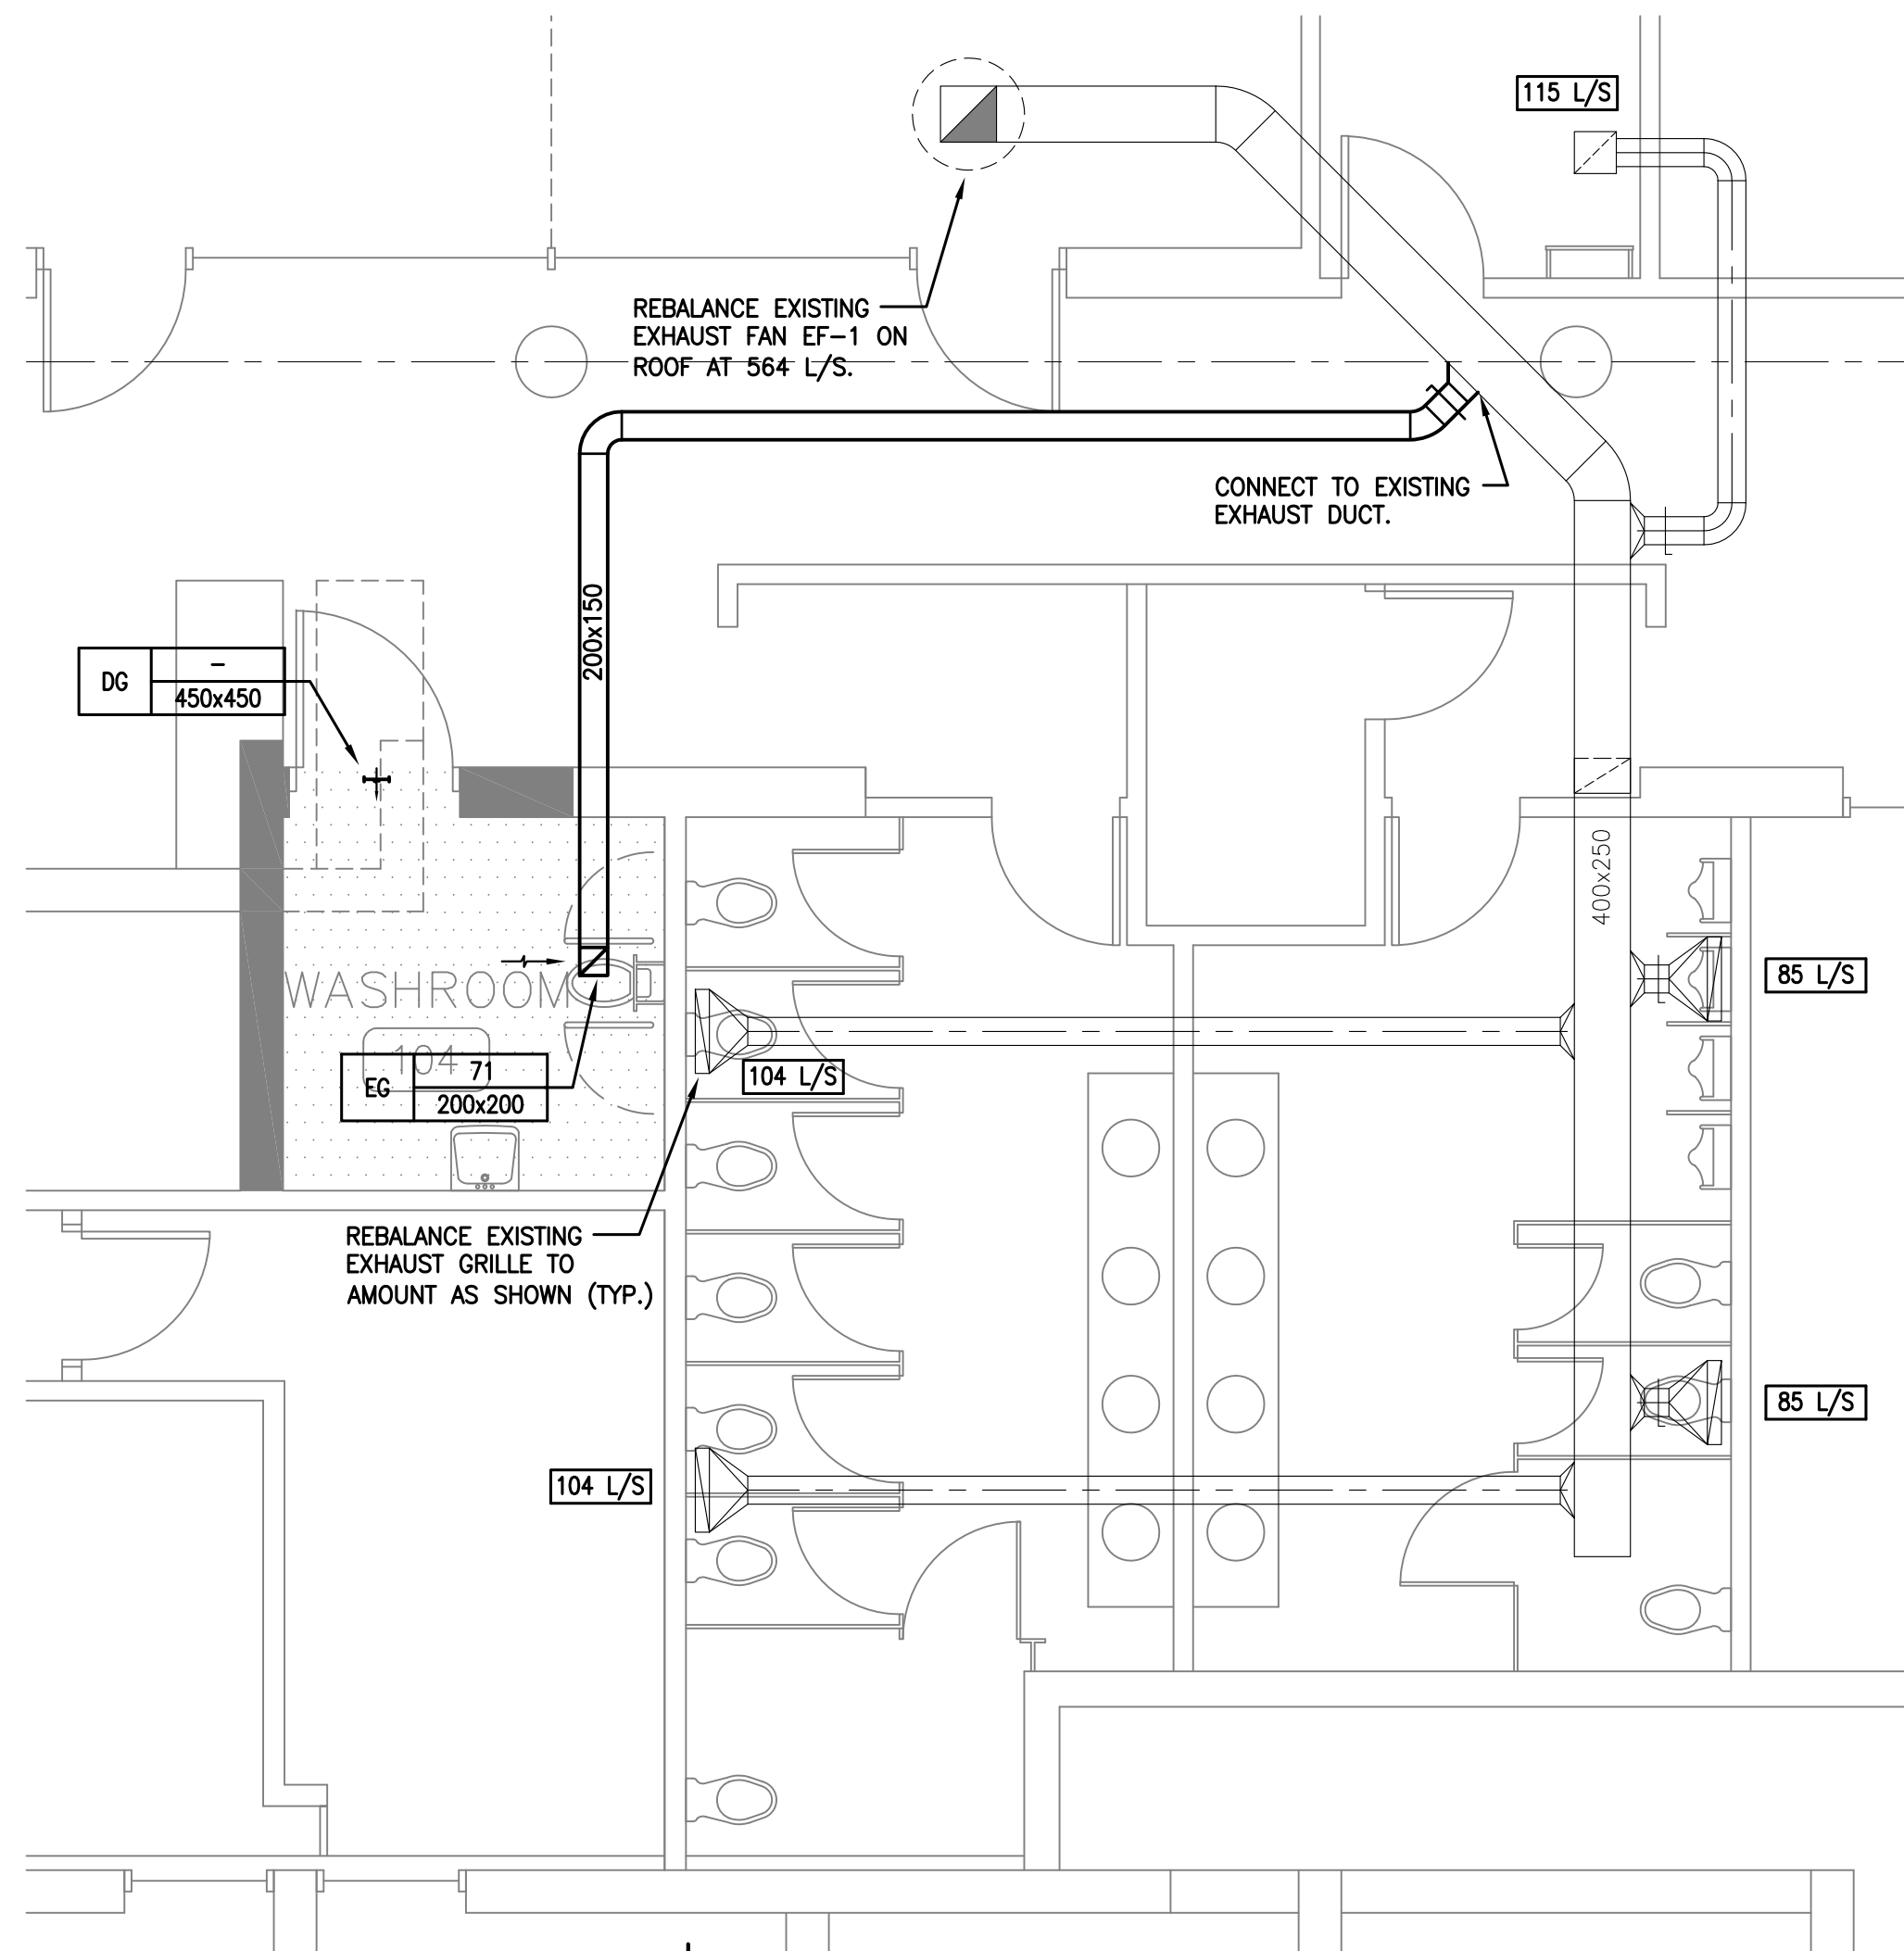 115 L/S
REBALANCE EXISTING
EXHAUST FAN EF-1 ON
ROOF AT 564 L/S.
CONNECT TO EXISTING
EXHAUST DUCT.
200x150
DG
-
450x450
400x250
WASHROOM
104
85 L/S
EG
71
200x200
104 L/S
REBALANCE EXISTING
EXHAUST GRILLE TO
AMOUNT AS SHOWN (TYP.)
85 L/S
104 L/S